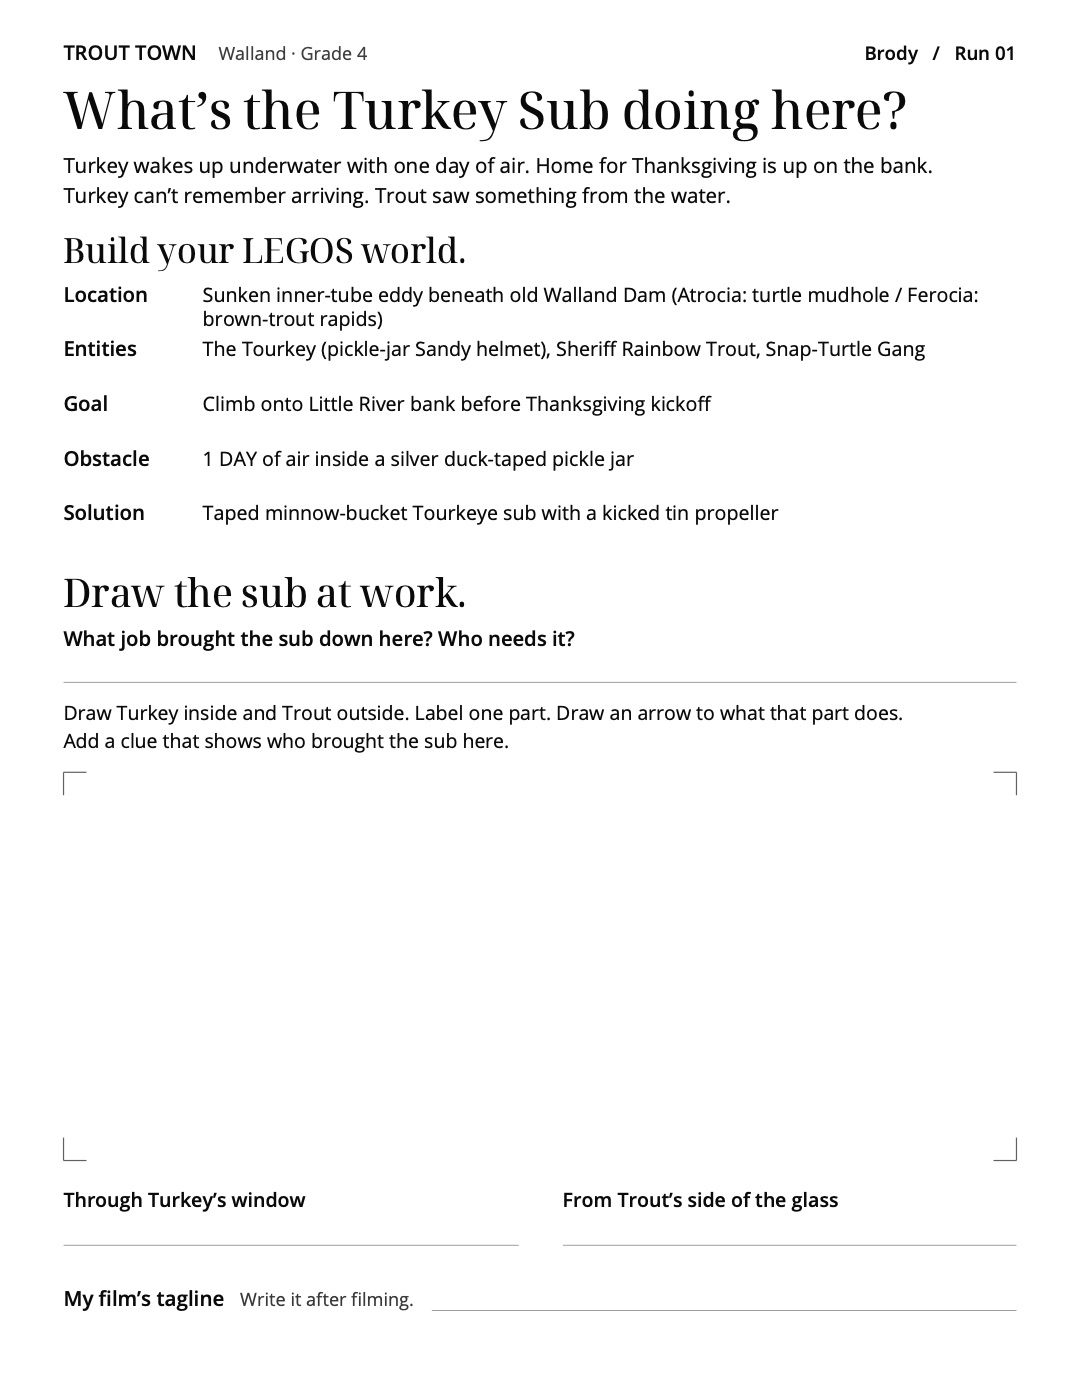 TROUT TOWN Walland · Grade 4 Brody / Run 01
What’s the Turkey Sub doing here?
Turkey wakes up underwater with one day of air. Home for Thanksgiving is up on the bank.
Turkey can’t remember arriving. Trout saw something from the water.
Build your LEGOS world.
Location Sunken inner-tube eddy beneath old Walland Dam (Atrocia: turtle mudhole / Ferocia:
brown-trout rapids)
Entities The Tourkey (pickle-jar Sandy helmet), Sheriff Rainbow Trout, Snap-Turtle Gang
Goal Climb onto Little River bank before Thanksgiving kickoff
Obstacle 1 DAY of air inside a silver duck-taped pickle jar
Solution Taped minnow-bucket Tourkeye sub with a kicked tin propeller
Draw the sub at work.
What job brought the sub down here? Who needs it?
Draw Turkey inside and Trout outside. Label one part. Draw an arrow to what that part does.
Add a clue that shows who brought the sub here.
Through Turkey’s window From Trout’s side of the glass
My film’s tagline Write it after filming.